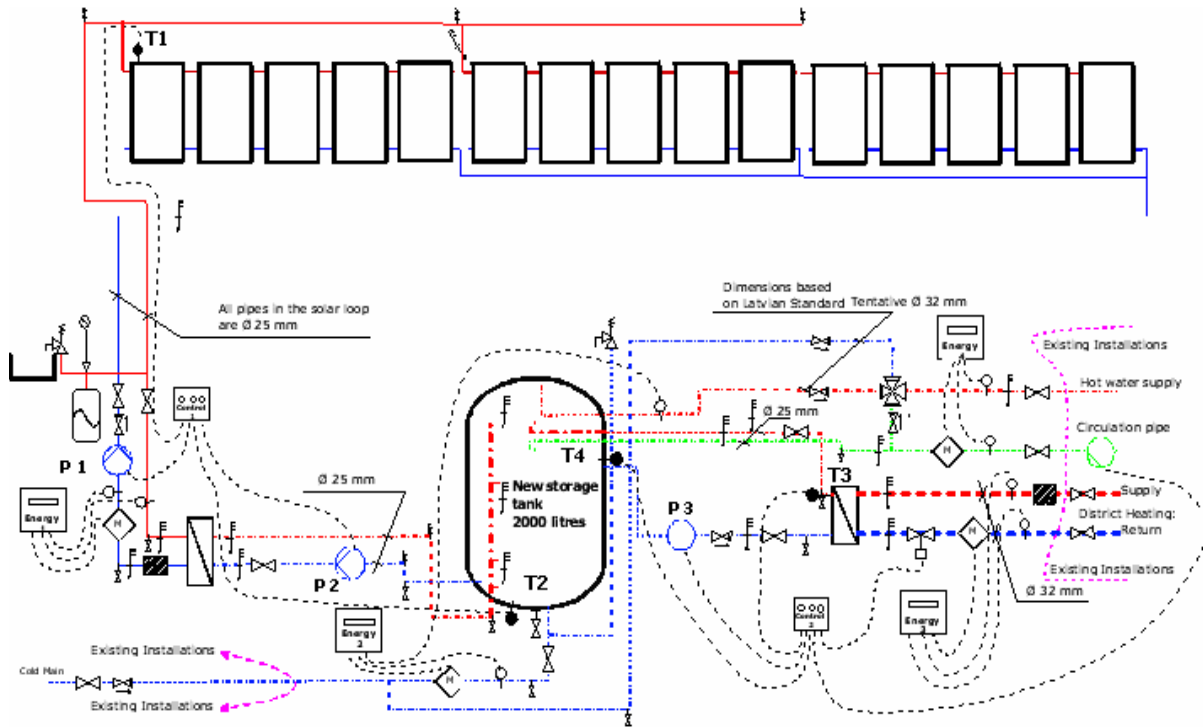 T1
All pipes in the solar loop
are Ø 25 mm
Dimensions based
on Latvian Standard
Tentative Ø 32 mm
Energy
Existing Installations
Hot water supply
Control
1
Ø 25 mm
Circulation pipe
P 1
T4
T3
Supply
Energy
M
Ø 25 mm
New storage
tank
2000 litres
P 3
M
M
District Heating:
Return
P 2
T2
Existing Installations
Ø 32 mm
Energy
2
Control
2
Energy
3
Existing Installations
Cold Main
M
Existing Installations